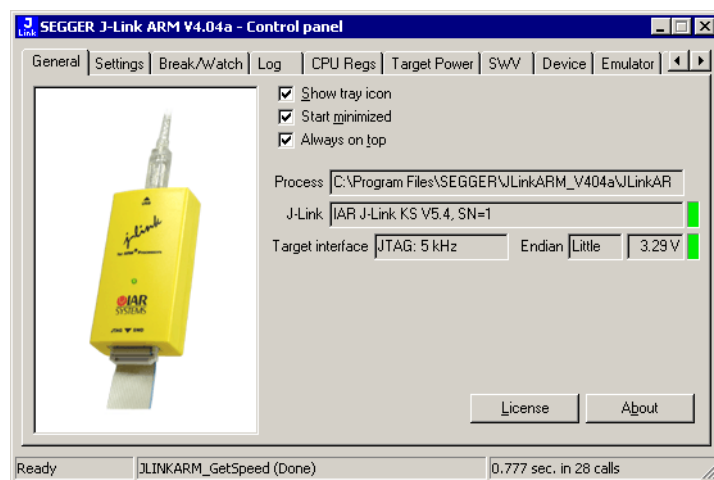 J Link SEGGER J-Link ARM V4.04a - Control panel
General Settings Break/Watch Log CPU Regs Target Power SWV Device Emulator
Show tray icon
Start minimized
Always on top
Process C:\Program Files\SEGGER\JLinkARM_V404a\JLinkAR
J-Link IAR J-Link KS V5.4, SN=1
Target interface JTAG: 5 kHz Endian Little 3.29 V
j-link
IAR
SYSTEMS
License About
Ready JLINKARM_GetSpeed (Done) 0.777 sec. in 28 calls